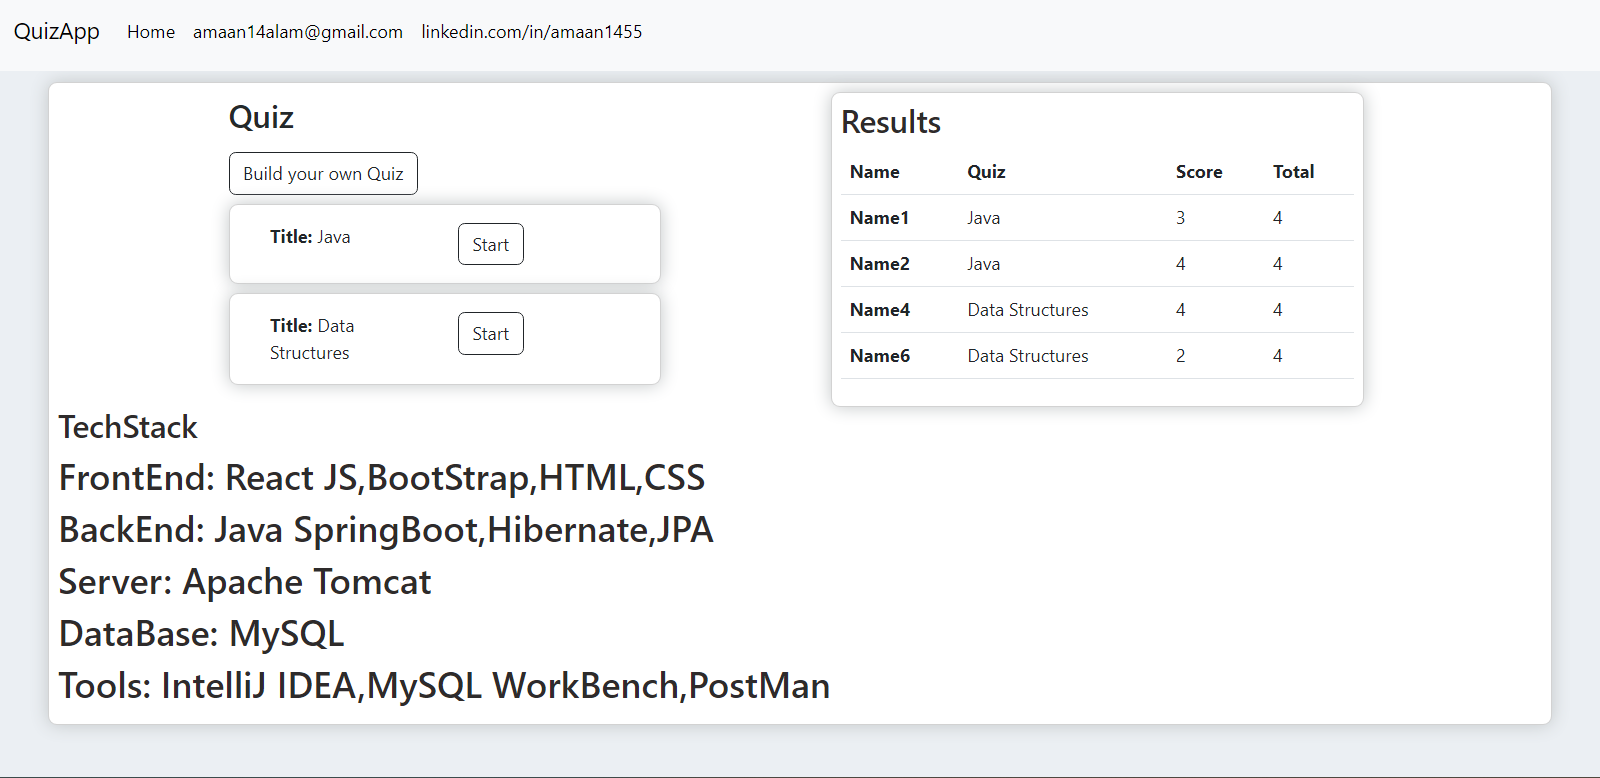 QuizApp Home amaan14alam@gmail.com linkedin.com/in/amaan1455
Quiz
Build your own Quiz
Title: Java
Start
Title: Data
Structures
Start
Results
Name Quiz Score Total
Name1 Java 3 4
Name2 Java 4 4
Name4 Data Structures 4 4
Name6 Data Structures 2 4
TechStack
FrontEnd: React JS,BootStrap,HTML,CSS
BackEnd: Java SpringBoot,Hibernate,JPA
Server: Apache Tomcat
DataBase: MySQL
Tools: IntelliJ IDEA,MySQL WorkBench,PostMan